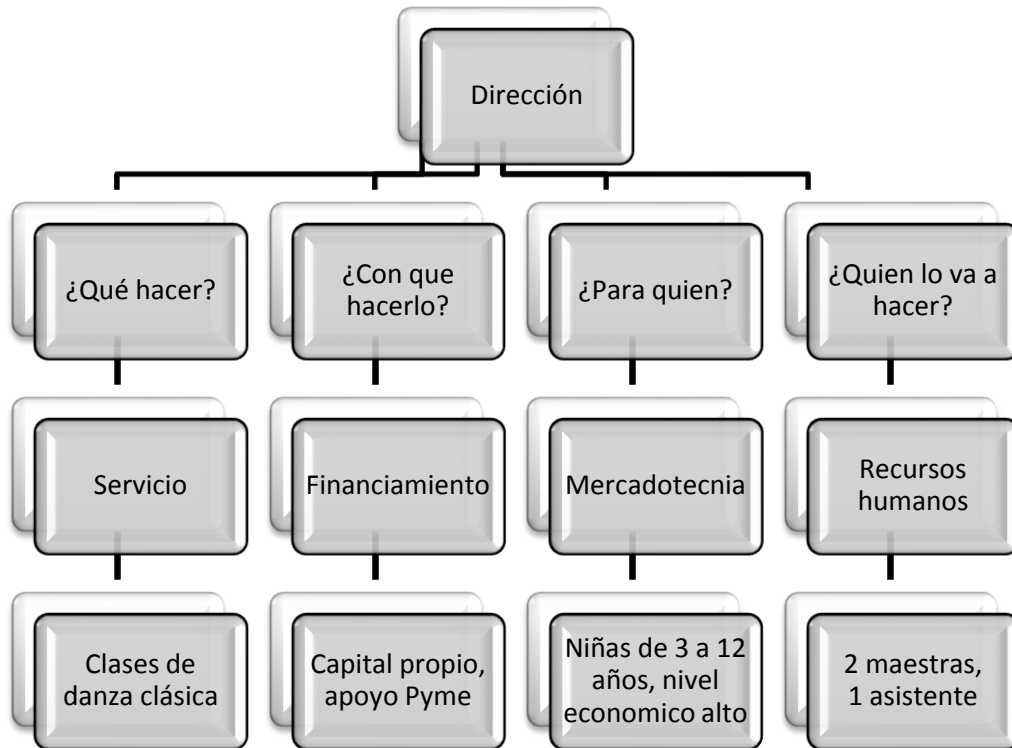 Dirección
¿Qué hacer?
¿Con que
hacerlo?
¿Para quien?
¿Quien lo va a
hacer?
Servicio
Financiamiento
Mercadotecnia
Recursos
humanos
Clases de
danza clásica
Capital propio,
apoyo Pyme
Niñas de 3 a 12
años, nivel
economico alto
2 maestras,
1 asistente